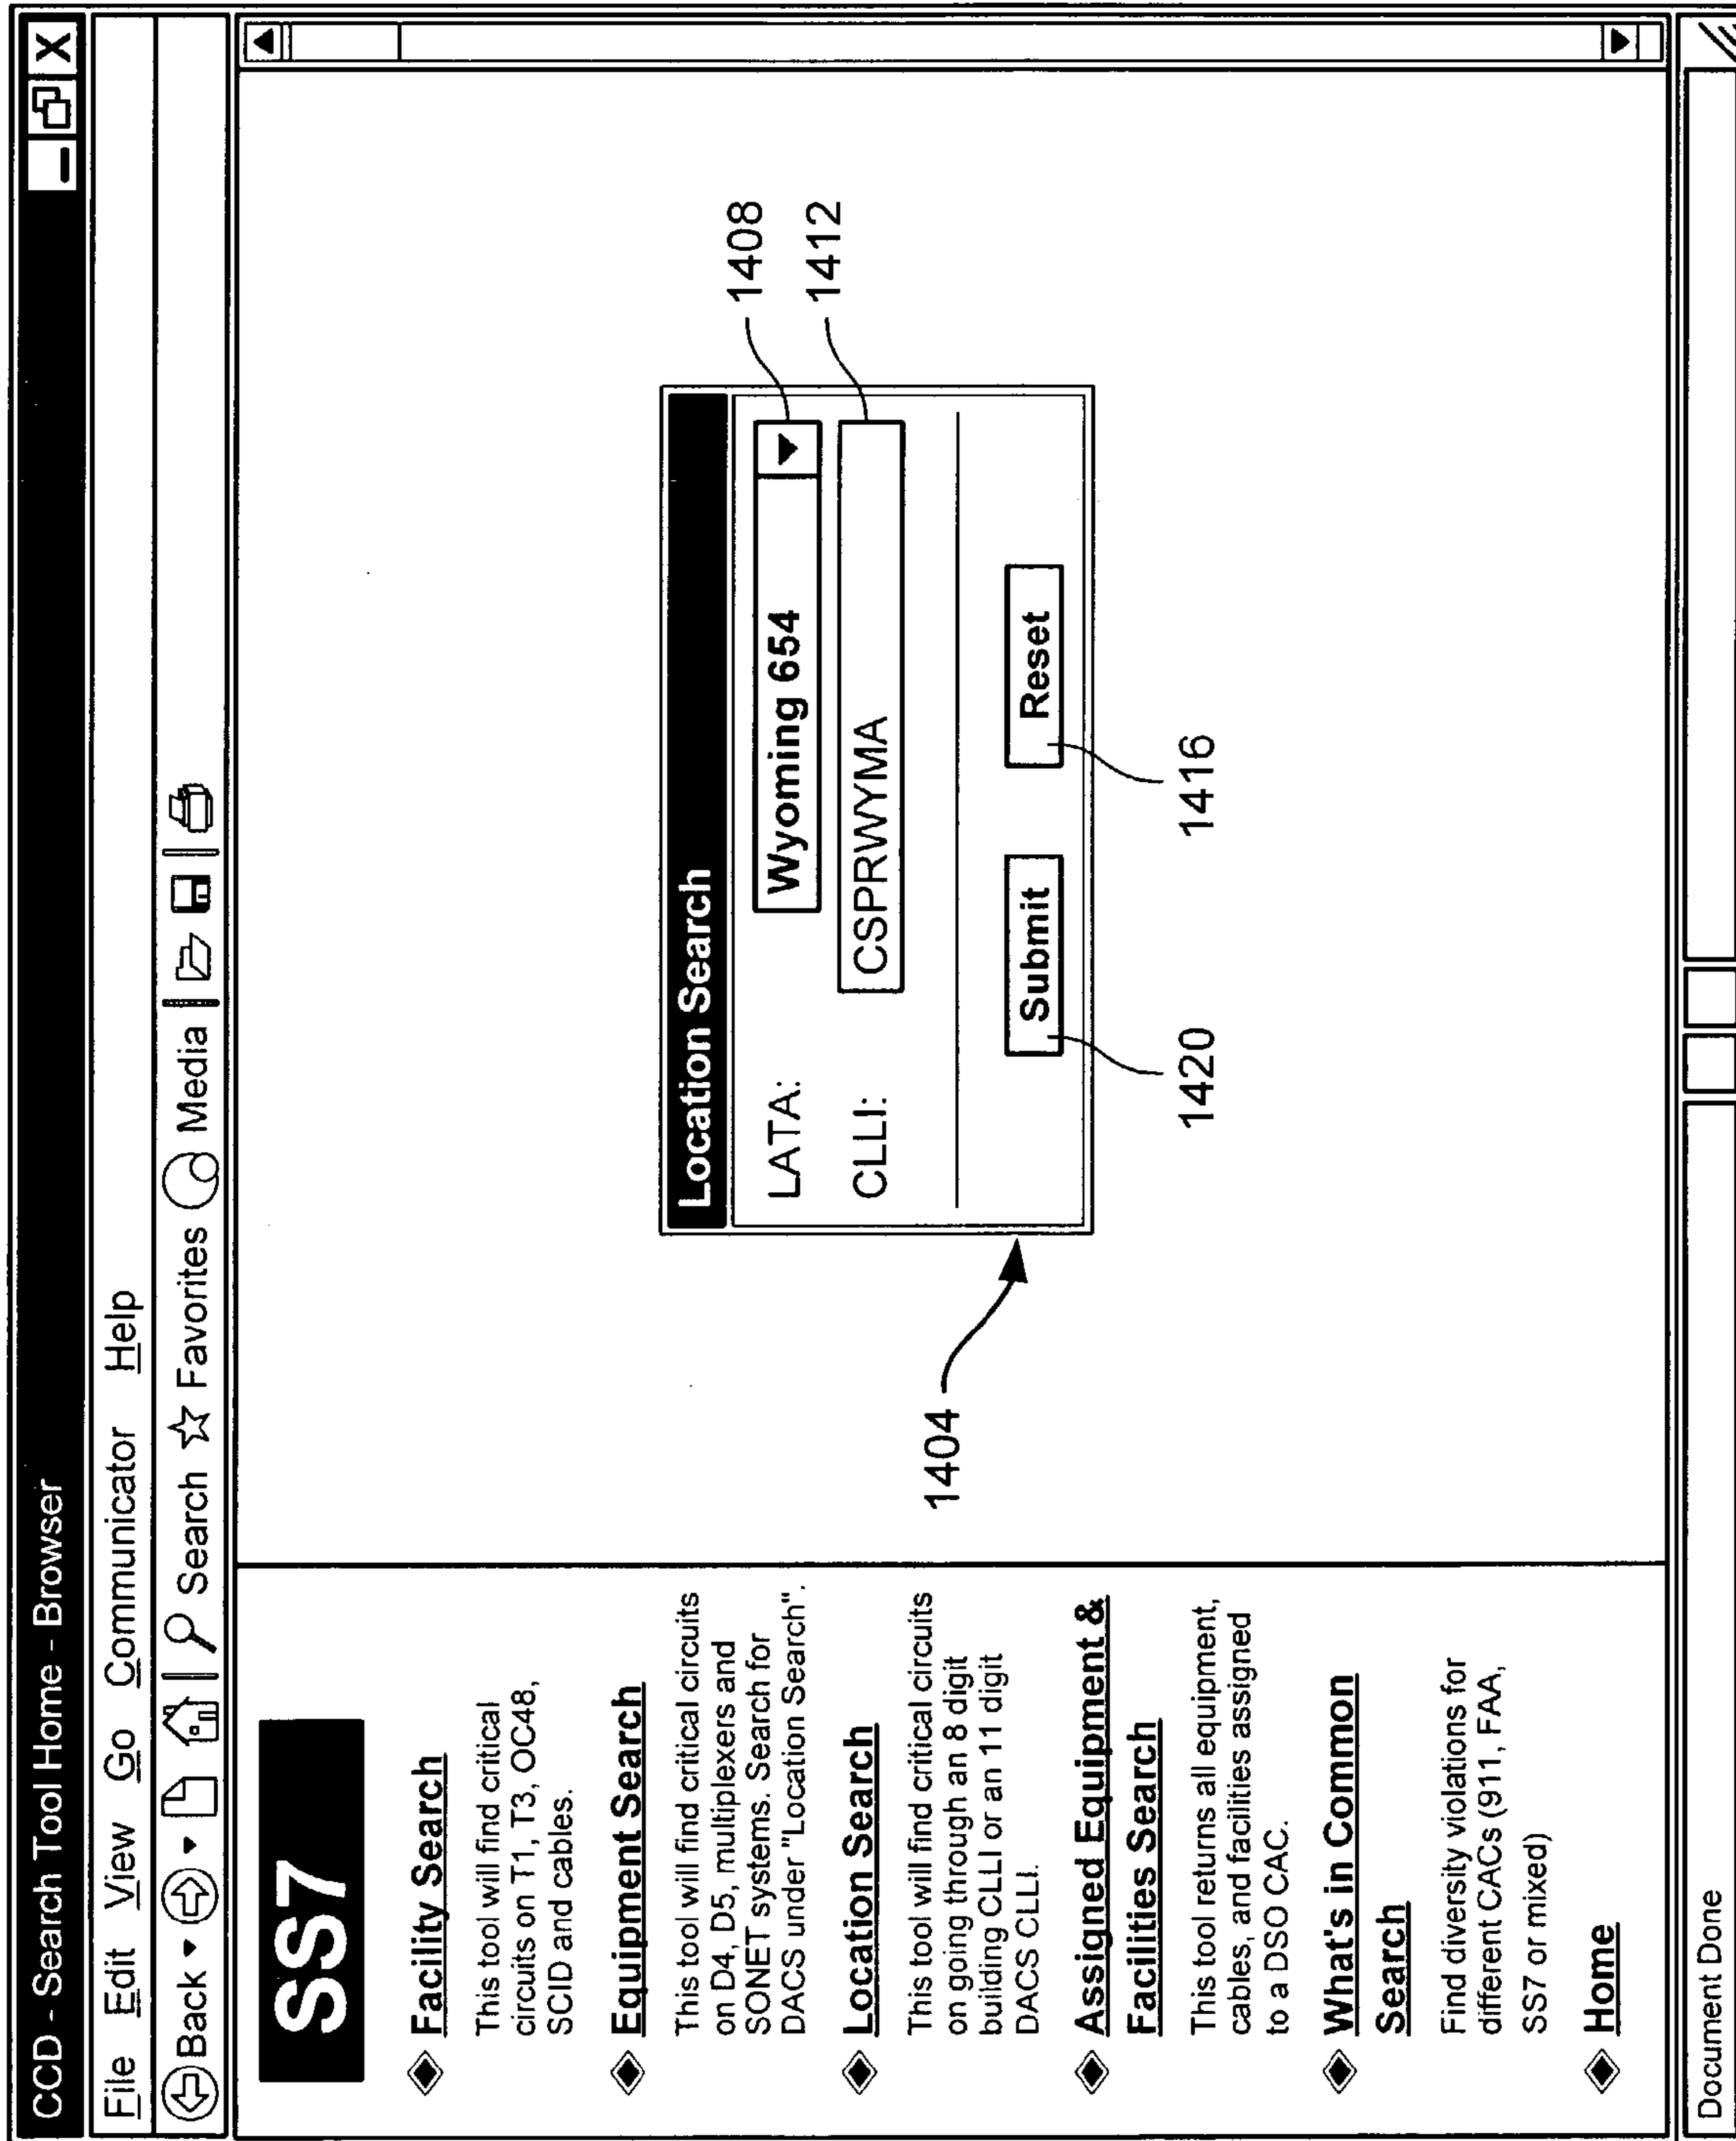 CCD - Search Tool Home - Browser
File Edit View Go Communicator Help
Back Search Favorites Media
SS7
Facility Search
This tool will find critical
circuits on T1, T3, OC48,
SCID and cables.
Equipment Search
This tool will find critical circuits
on D4, D5, multiplexers and
SONET systems. Search for
DACS under "Location Search".
Location Search
This tool will find critical circuits
on going through an 8 digit
building CLLI or an 11 digit
DACS CLLI.
Assigned Equipment &
Facilities Search
This tool returns all equipment,
cables, and facilities assigned
to a DSO CAC.
What's in Common
Search
Find diversity violations for
different CACs (911, FAA,
SS7 or mixed)
Home
Location Search
LATA: Wyoming 654
CLLI: CSPRWYMA
Submit Reset
1408
1412
1404
1420 1416
Document Done